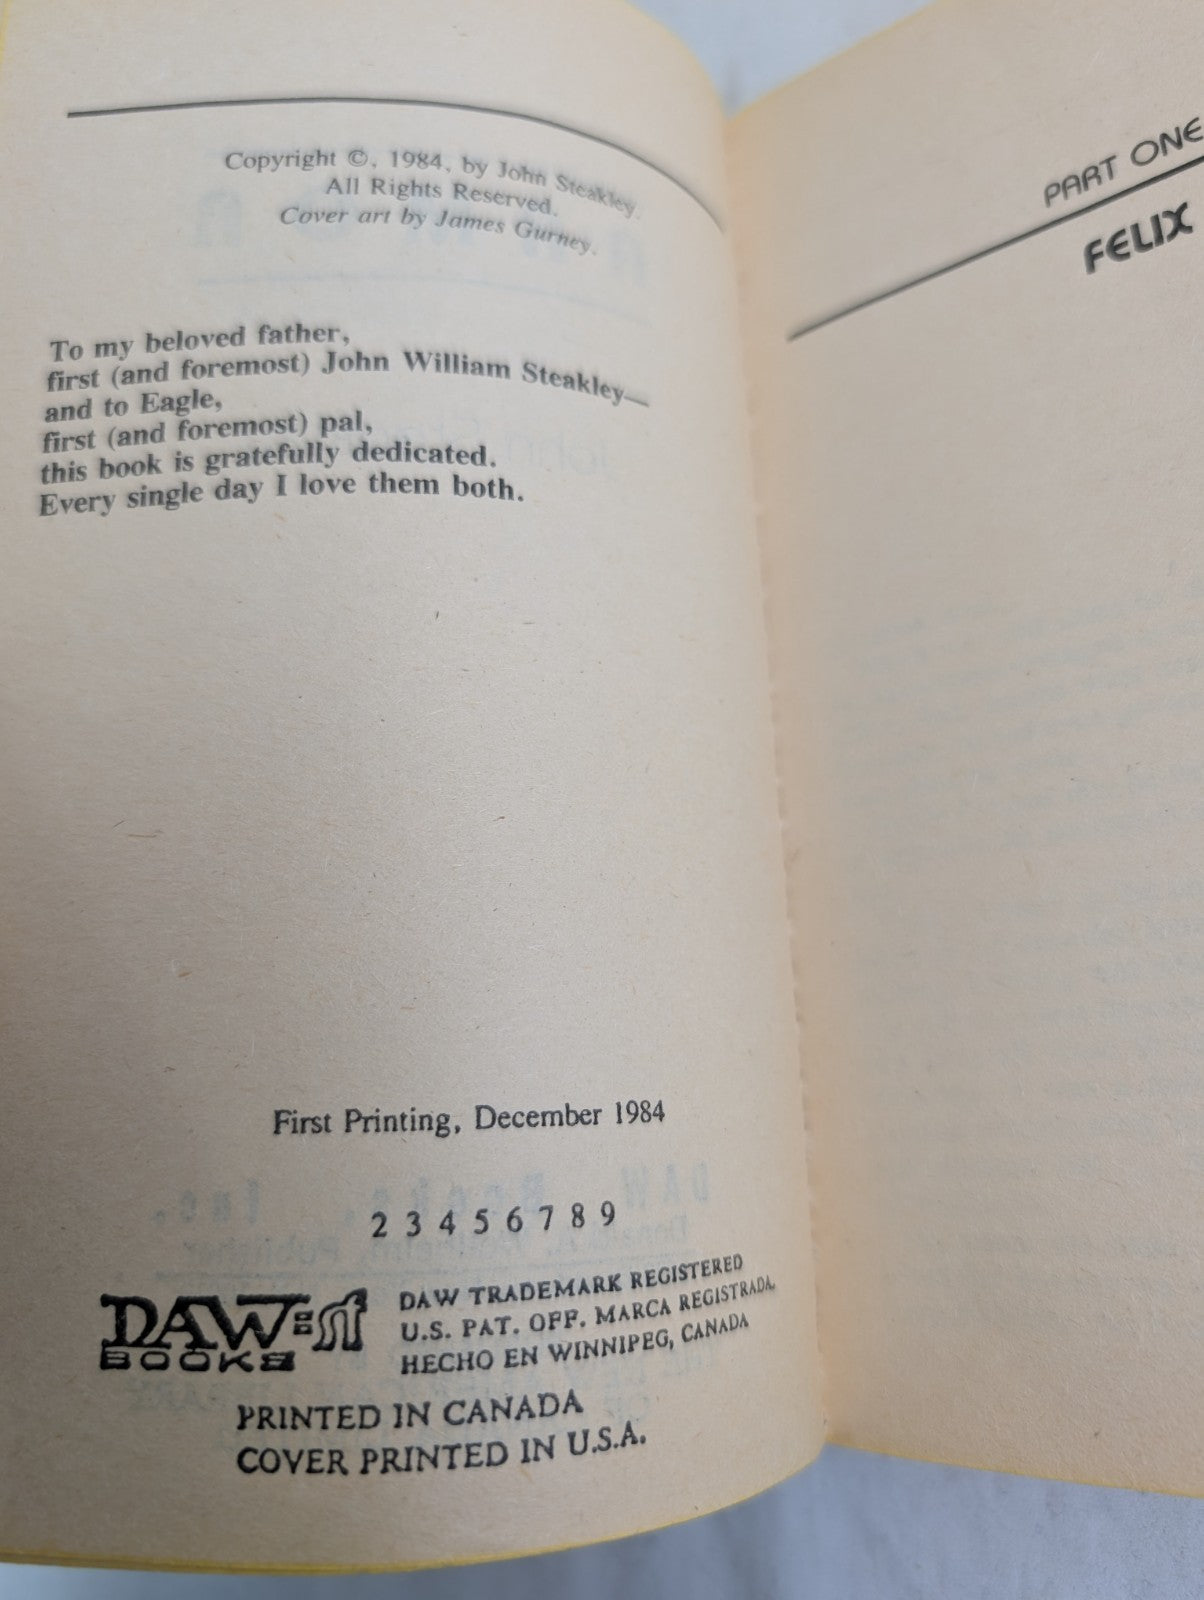 Copyright ©, 1984, by John Steakley.
All Rights Reserved.
Cover art by James Gurney.
To my beloved father,
first (and foremost) John William Steakley—
and to Eagle,
first (and foremost) pal,
this book is gratefully dedicated.
Every single day I love them both.
First Printing, December 1984
2 3 4 5 6 7 8 9
DAW BOOKS
DAW TRADEMARK REGISTERED
U.S. PAT. OFF. MARCA REGISTRADA.
HECHO EN WINNIPEG, CANADA
PRINTED IN CANADA
COVER PRINTED IN U.S.A.
PART ONE
FELIX